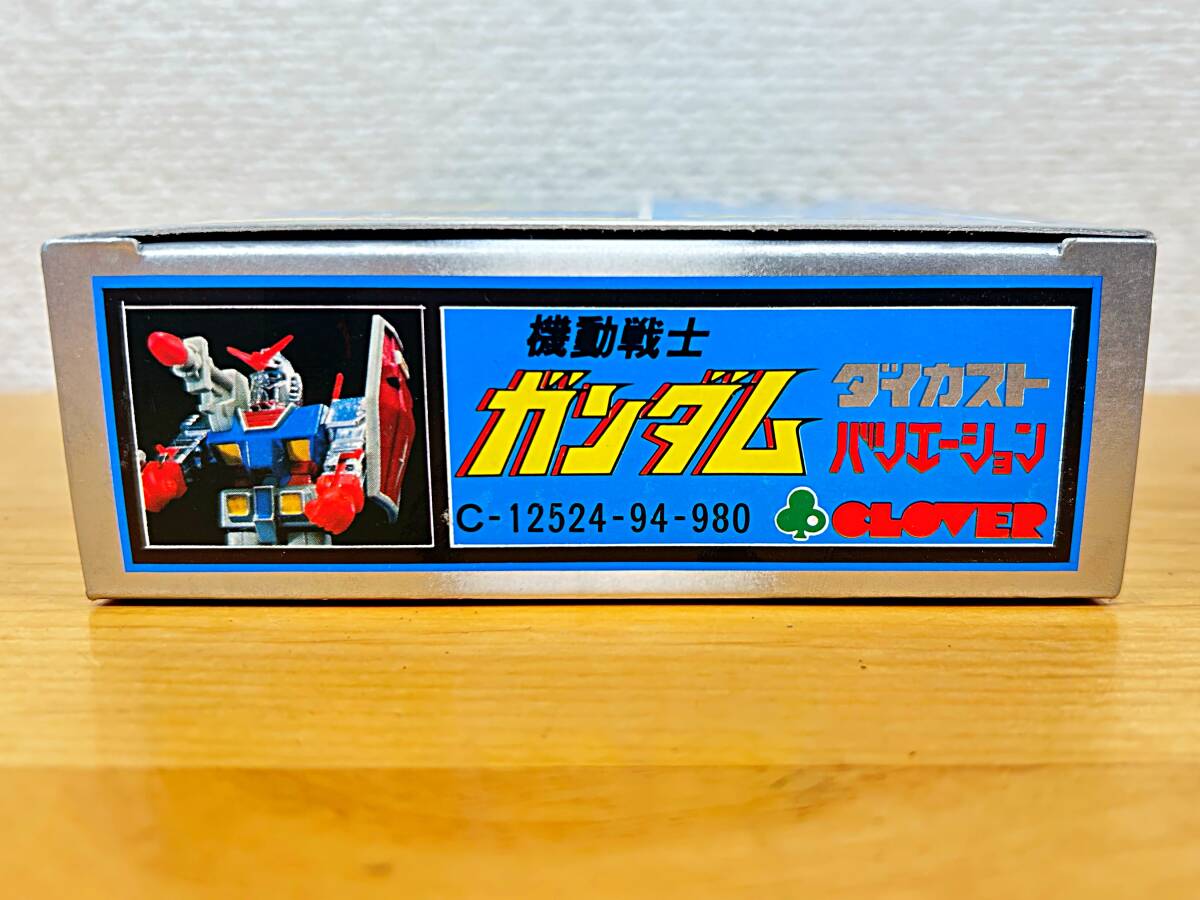 機動戦士
ガンダム
ダイカスト
バリエーション
C-12524-94-980
CLOVER